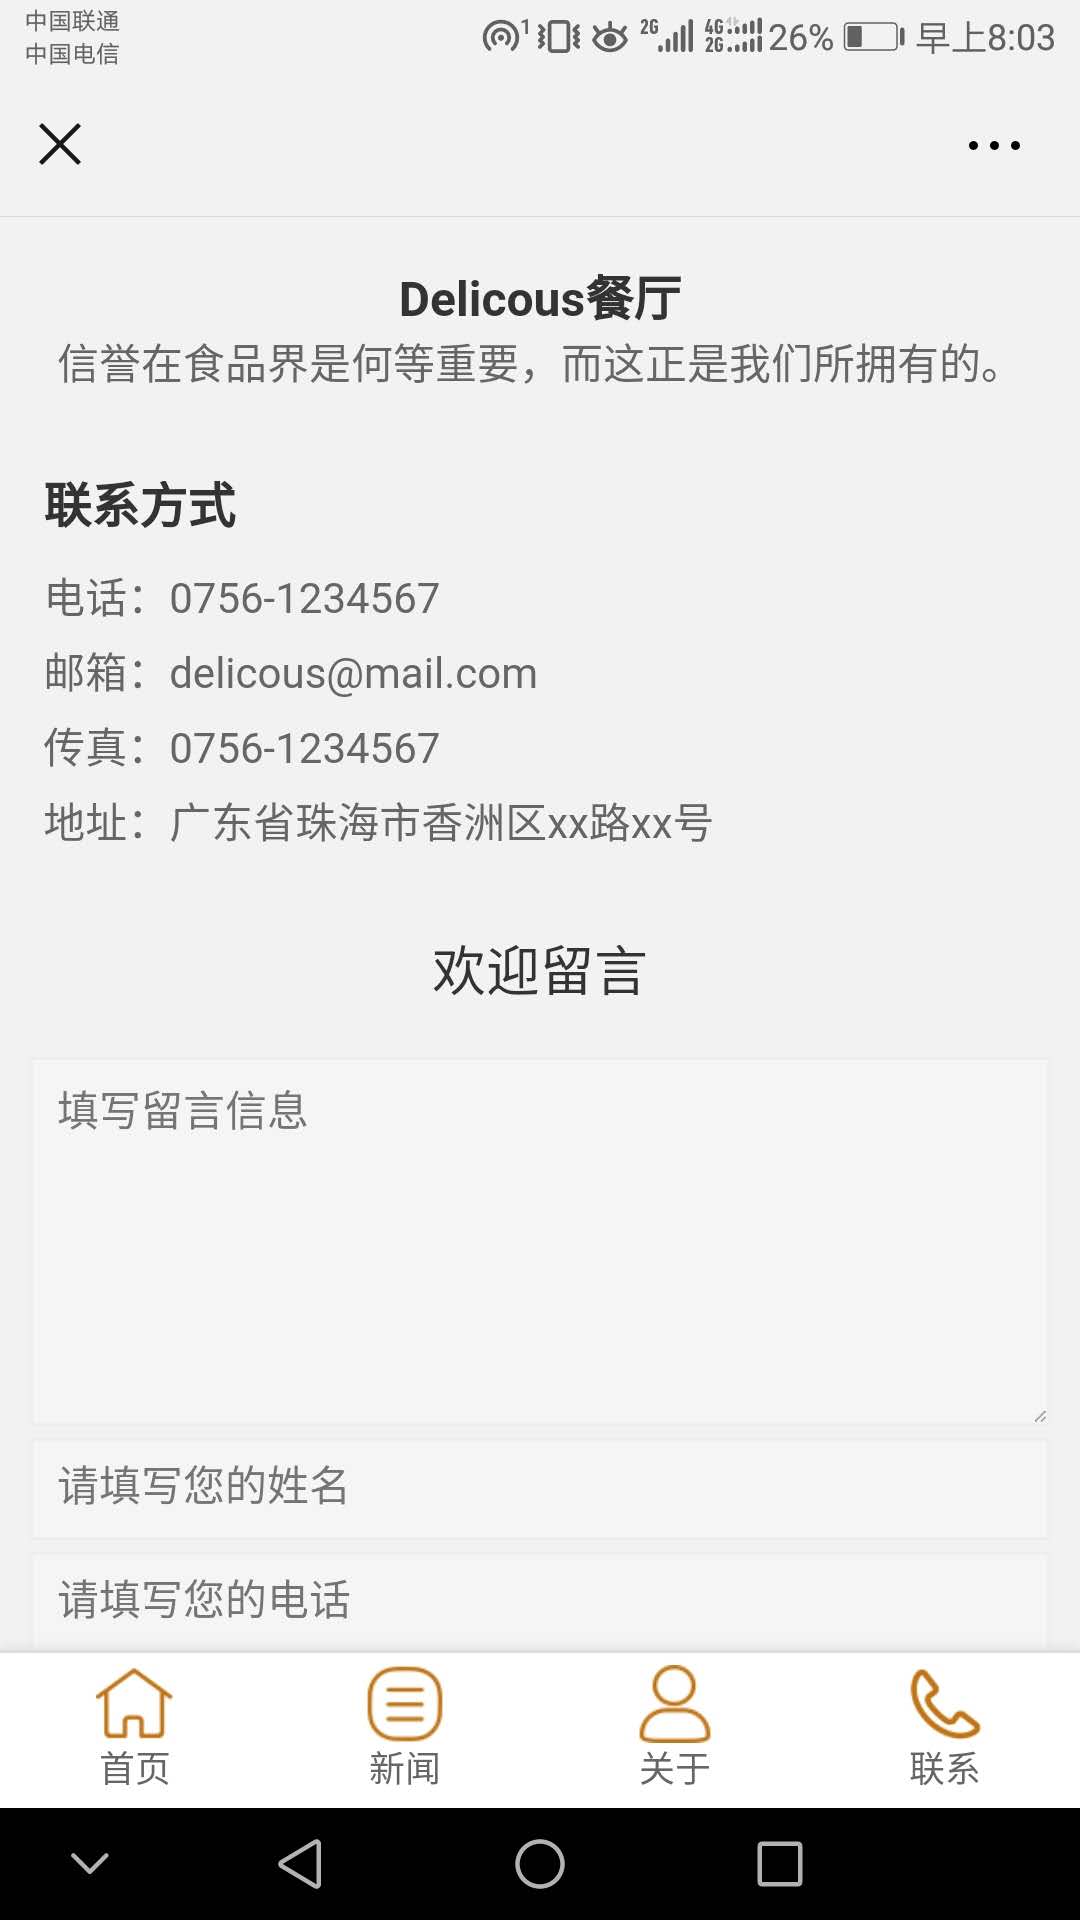 中国联通
中国电信
1 2G 4G 2G 26% 早上8:03
Delicous餐厅
信誉在食品界是何等重要，而这正是我们所拥有的。
联系方式
电话：0756-1234567
邮箱：delicous@mail.com
传真：0756-1234567
地址：广东省珠海市香洲区xx路xx号
欢迎留言
填写留言信息
请填写您的姓名
请填写您的电话
首页 新闻 关于 联系